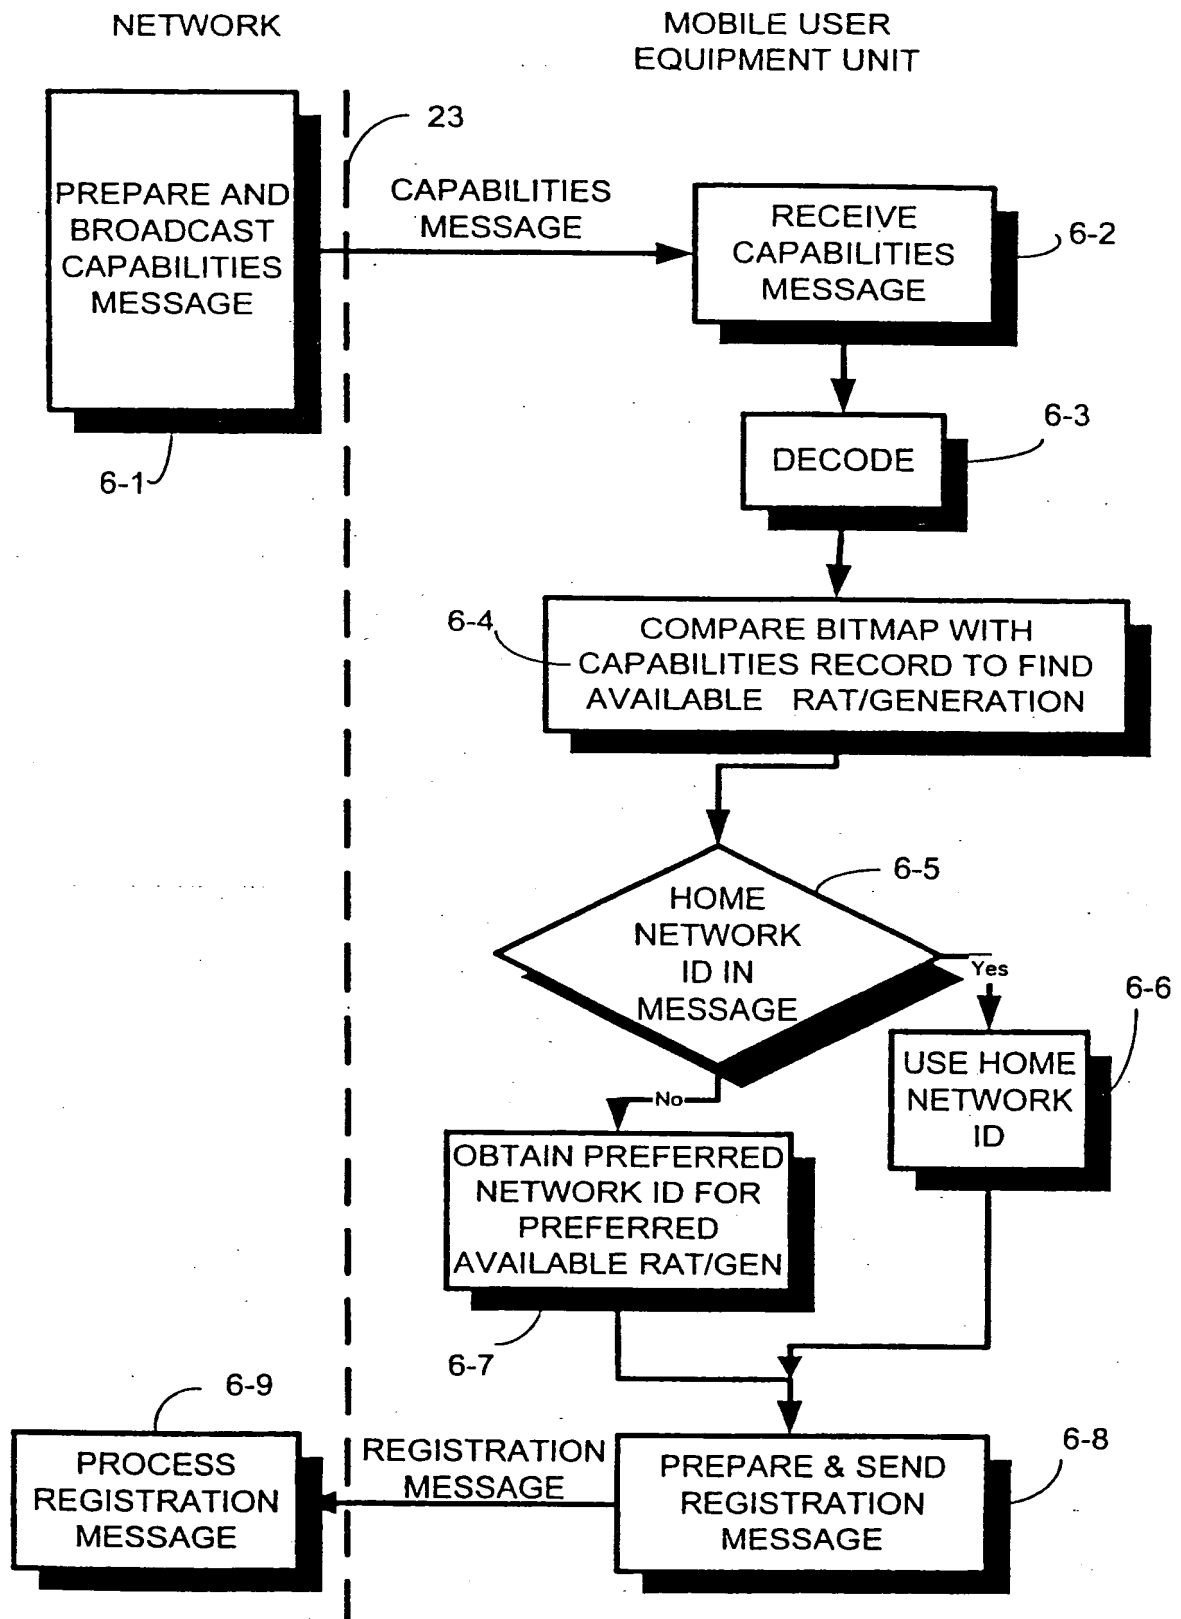 NETWORK
MOBILE USER
EQUIPMENT UNIT
23
PREPARE AND
BROADCAST
CAPABILITIES
MESSAGE
6-1
CAPABILITIES
MESSAGE
RECEIVE
CAPABILITIES
MESSAGE
6-2
DECODE
6-3
6-4
COMPARE BITMAP WITH
CAPABILITIES RECORD TO FIND
AVAILABLE RAT/GENERATION
HOME
NETWORK
ID IN
MESSAGE
6-5
Yes
6-6
USE HOME
NETWORK
ID
No
OBTAIN PREFERRED
NETWORK ID FOR
PREFERRED
AVAILABLE RAT/GEN
6-7
PREPARE & SEND
REGISTRATION
MESSAGE
6-8
REGISTRATION
MESSAGE
6-9
PROCESS
REGISTRATION
MESSAGE